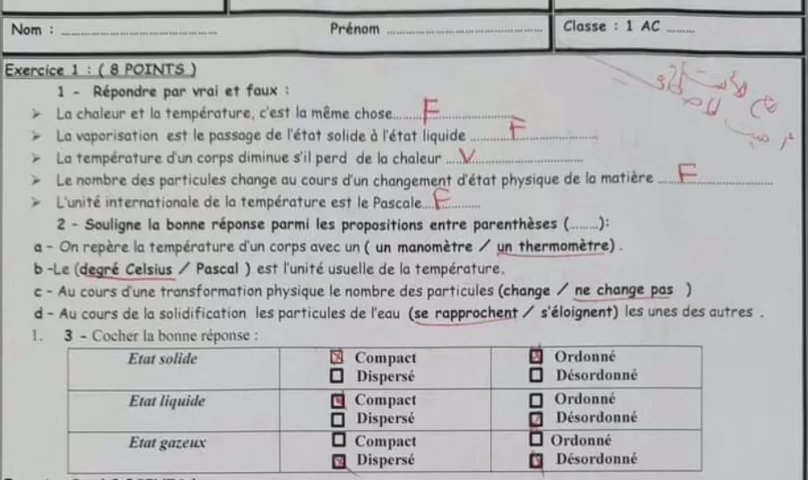 Nom : ........................ Prénom ........................ Classe : 1 AC ........
Exercice 1 : ( 8 POINTS )
1 - Répondre par vrai et faux :
➢ La chaleur et la température, c'est la même chose........F........
➢ La vaporisation est le passage de l'état solide à l'état liquide ........F........
➢ La température d'un corps diminue s'il perd de la chaleur ....V........
➢ Le nombre des particules change au cours d'un changement d'état physique de la matière ....F........
➢ L'unité internationale de la température est le Pascale...F........
2 - Souligne la bonne réponse parmi les propositions entre parenthèses (........):
a - On repère la température d'un corps avec un ( un manomètre / un thermomètre) .
b -Le (degré Celsius / Pascal ) est l'unité usuelle de la température.
c - Au cours d'une transformation physique le nombre des particules (change / ne change pas )
d - Au cours de la solidification les particules de l'eau (se rapprochent / s'éloignent) les unes des autres .
1. 3 - Cocher la bonne réponse :
Etat solide ☒ Compact ☒ Ordonné
☐ Dispersé ☐ Désordonné
Etat liquide ☒ Compact ☐ Ordonné
☐ Dispersé ☒ Désordonné
Etat gazeux ☐ Compact ☐ Ordonné
☒ Dispersé ☒ Désordonné